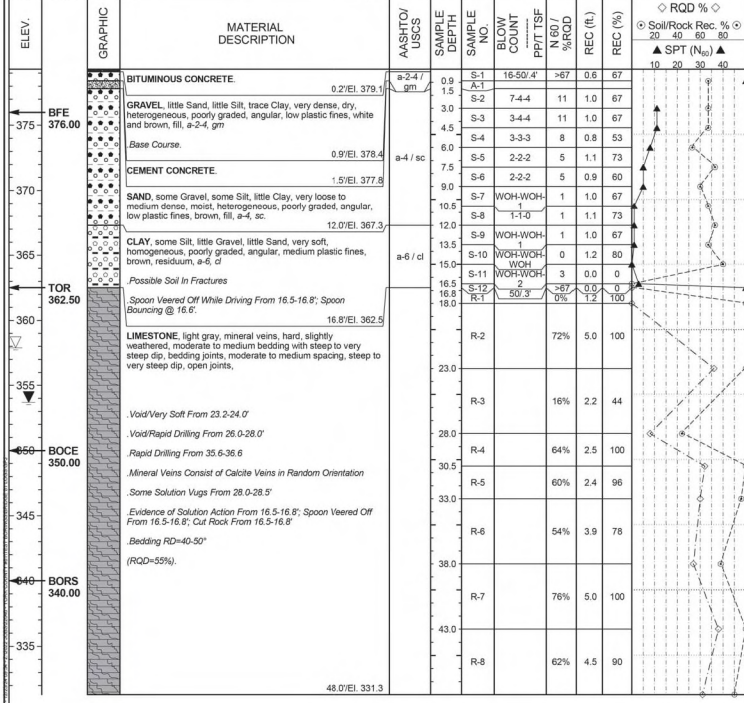 ELEV.
GRAPHIC
MATERIAL
DESCRIPTION
AASHTO/
USCS
SAMPLE
DEPTH
SAMPLE
NO.
BLOW
COUNT
---------
PP/T TSF
N 60 /
%RQD
REC (ft.)
REC (%)
◇ RQD % ◇
⊙ Soil/Rock Rec. % ⊙
20 40 60 80
▲ SPT (N60) ▲
10 20 30 40
BITUMINOUS CONCRETE.
0.2'/El. 379.1
GRAVEL, little Sand, little Silt, trace Clay, very dense, dry,
heterogeneous, poorly graded, angular, low plastic fines, white
and brown, fill, a-2-4, gm
.Base Course.
0.9'/El. 378.4
CEMENT CONCRETE.
1.5'/El. 377.8
SAND, some Gravel, some Silt, little Clay, very loose to
medium dense, moist, heterogeneous, poorly graded, angular,
low plastic fines, brown, fill, a-4, sc.
12.0'/El. 367.3
CLAY, some Silt, little Gravel, little Sand, very soft,
homogeneous, poorly graded, angular, medium plastic fines,
brown, residuum, a-6, cl
.Possible Soil In Fractures
.Spoon Veered Off While Driving From 16.5-16.8'; Spoon
Bouncing @ 16.6'.
16.8'/El. 362.5
LIMESTONE, light gray, mineral veins, hard, slightly
weathered, moderate to medium bedding with steep to very
steep dip, bedding joints, moderate to medium spacing, steep to
very steep dip, open joints,
.Void/Very Soft From 23.2-24.0'
.Void/Rapid Drilling From 26.0-28.0'
.Rapid Drilling From 35.6-36.6
.Mineral Veins Consist of Calcite Veins in Random Orientation
.Some Solution Vugs From 28.0-28.5'
.Evidence of Solution Action From 16.5-16.8'; Spoon Veered Off
From 16.5-16.8'; Cut Rock From 16.5-16.8'
.Bedding RD=40-50°
(RQD=55%).
48.0'/El. 331.3
375
BFE
376.00
370
365
TOR
362.50
360
355
350
BOCE
350.00
345
340
BORS
340.00
335
a-2-4 /
gm
a-4 / sc
a-6 / cl
0.9 S-1 16-50/.4' >67 0.6 67
1.5 A-1
3.0 S-2 7-4-4 11 1.0 67
4.5 S-3 3-4-4 11 1.0 67
6.0 S-4 3-3-3 8 0.8 53
7.5 S-5 2-2-2 5 1.1 73
9.0 S-6 2-2-2 5 0.9 60
10.5 S-7 WOH-WOH-1 1 1.0 67
12.0 S-8 1-1-0 1 1.1 73
13.5 S-9 WOH-WOH-1 1 1.0 67
15.0 S-10 WOH-WOH-WOH 0 1.2 80
16.5 S-11 WOH-WOH-2 3 0.0 0
16.8 S-12 50/.3' >67 0.0 0
18.0 R-1 0% 1.2 100
23.0 R-2 72% 5.0 100
28.0 R-3 16% 2.2 44
30.5 R-4 64% 2.5 100
33.0 R-5 60% 2.4 96
38.0 R-6 54% 3.9 78
43.0 R-7 76% 5.0 100
R-8 62% 4.5 90